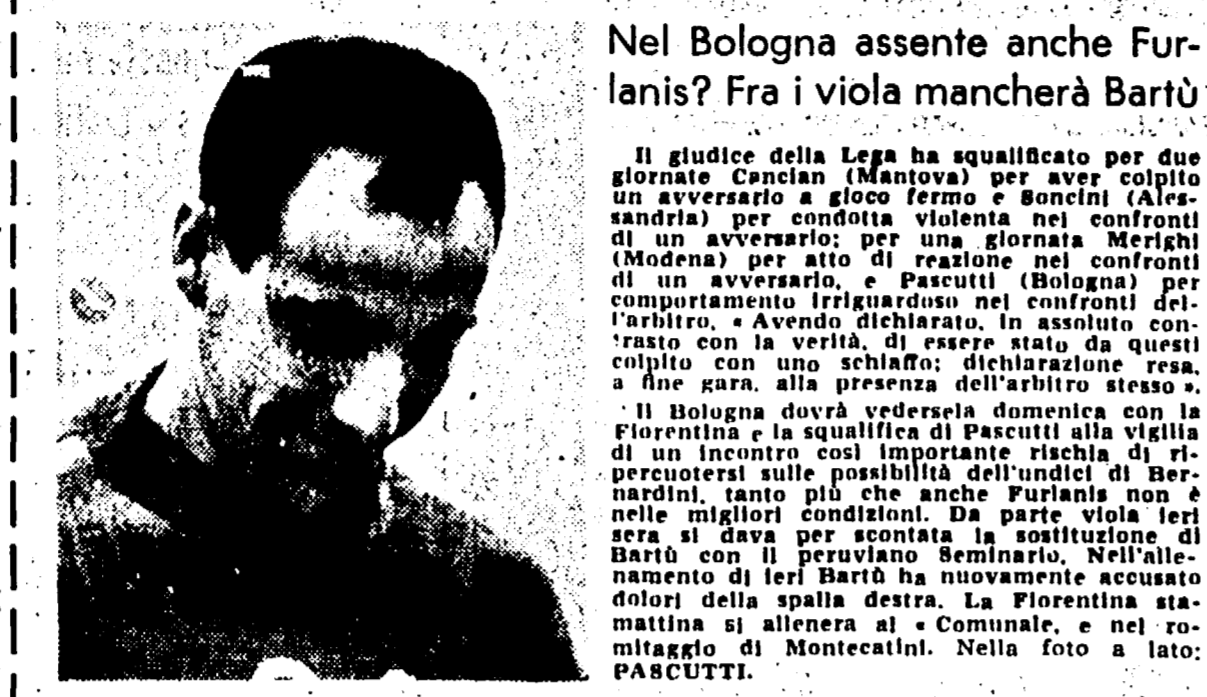 Nel Bologna assente anche Fur-
lanis? Fra i viola mancherà Bartù
Il giudice della Lega ha squalificato per due
giornate Cancian (Mantova) per aver colpito
un avversario a gioco fermo e Soncini (Ales-
sandria) per condotta violenta nei confronti
di un avversario; per una giornata Merighi
(Modena) per atto di reazione nei confronti
di un avversario, e Pascutti (Bologna) per
comportamento irriguardoso nei confronti del-
l'arbitro. « Avendo dichiarato, in assoluto con-
trasto con la verità, di essere stato da questi
colpito con uno schiaffo; dichiarazione resa,
a fine gara, alla presenza dell'arbitro stesso ».
Il Bologna dovrà vedersela domenica con la
Fiorentina e la squalifica di Pascutti alla vigilia
di un incontro così importante rischia di ri-
percuotersi sulle possibilità dell'undici di Ber-
nardini, tanto più che anche Furlanis non è
nelle migliori condizioni. Da parte viola ieri
sera si dava per scontata la sostituzione di
Bartù con il peruviano Seminario. Nell'alle-
namento di ieri Bartù ha nuovamente accusato
dolori della spalla destra. La Fiorentina sta-
mattina si allenera al « Comunale, e nel ro-
mitaggio di Montecatini. Nella foto a lato:
PASCUTTI.